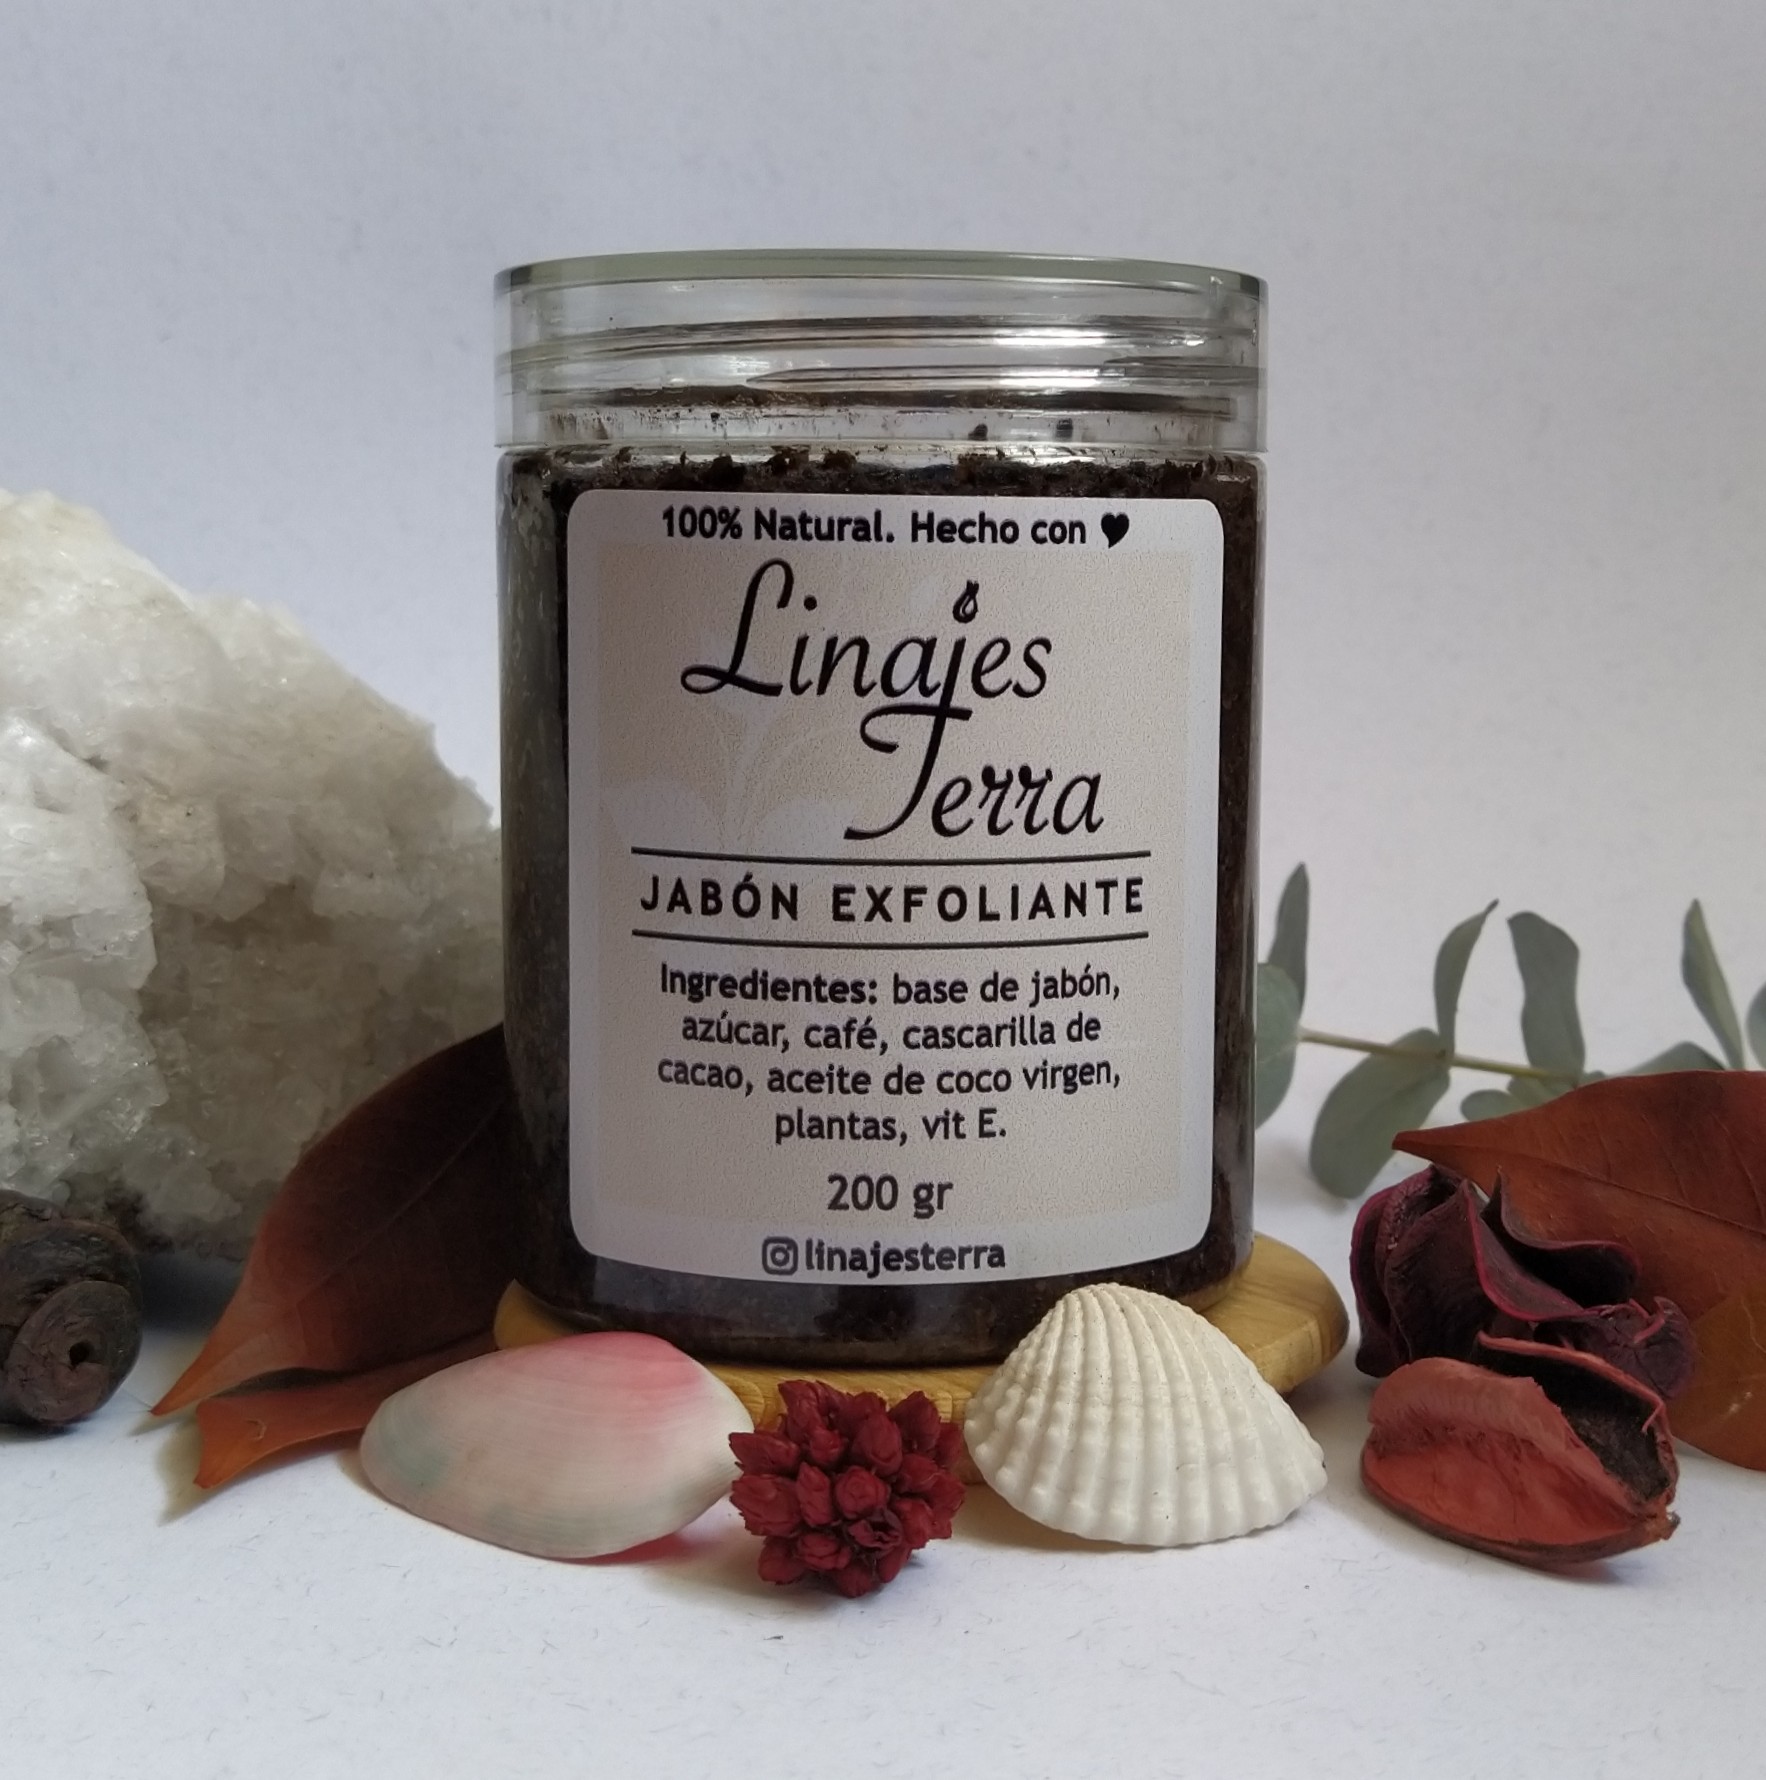 100% Natural. Hecho con ♥
Linajes
Terra
JABÓN EXFOLIANTE
Ingredientes: base de jabón,
azúcar, café, cascarilla de
cacao, aceite de coco virgen,
plantas, vit E.
200 gr
linajesterra